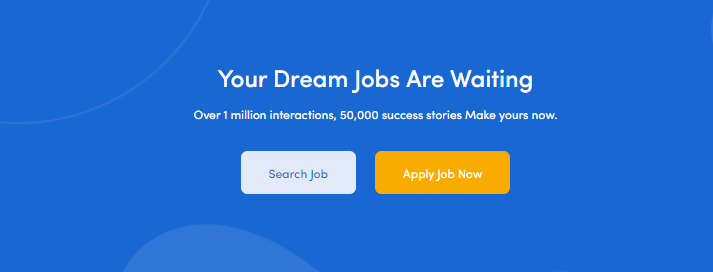 Your Dream Jobs Are Waiting
Over 1 million interactions, 50,000 success stories Make yours now.
Search Job
Apply Job Now